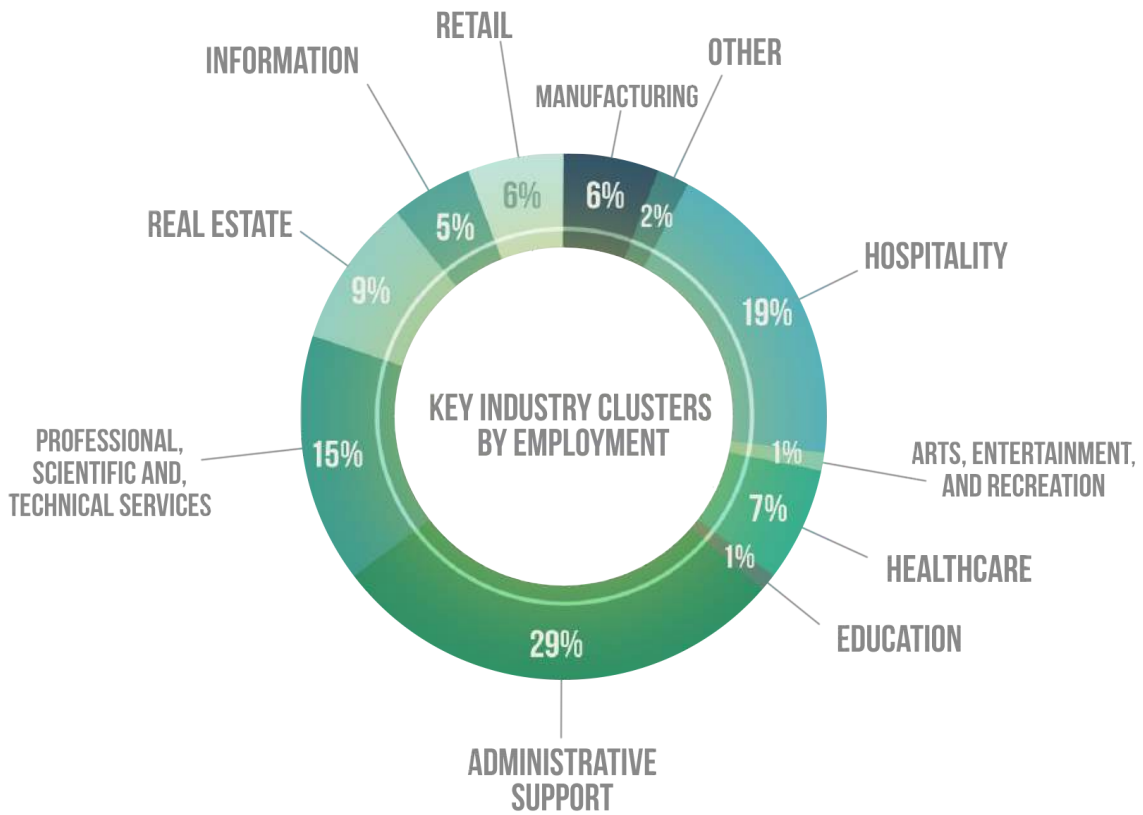 RETAIL
INFORMATION
OTHER
MANUFACTURING
6%
6%
2%
5%
REAL ESTATE
HOSPITALITY
9%
19%
KEY INDUSTRY CLUSTERS
BY EMPLOYMENT
PROFESSIONAL,
SCIENTIFIC AND,
TECHNICAL SERVICES
15%
1%
ARTS, ENTERTAINMENT,
AND RECREATION
7%
HEALTHCARE
1%
EDUCATION
29%
ADMINISTRATIVE
SUPPORT